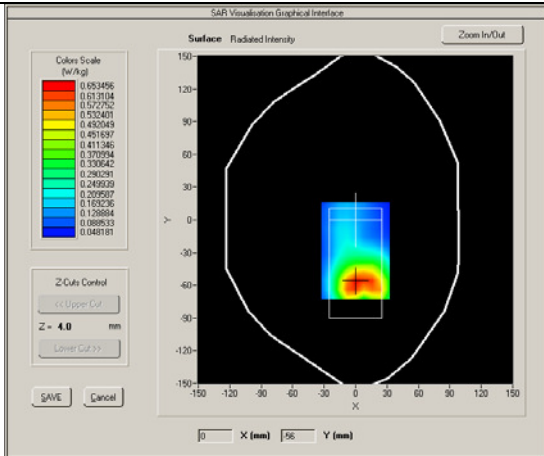 SAR Visualisation Graphical Interface
Surface Radiated Intensity
Zoom In/Out
Colors Scale
(W/kg)
0.653456
0.613104
0.572752
0.532401
0.492049
0.451697
0.411346
0.370994
0.330642
0.290291
0.249939
0.209587
0.169236
0.128884
0.088533
0.048181
Z-Cuts Control
<< Upper Cut
Z = 4.0 mm
Lower Cut >>
SAVE Cancel
150-
120-
90-
60-
30-
0-
-30-
-60-
-90-
-120-
-150-
Y
-150 -120 -90 -60 -30 0 30 60 90 120 150
X
0 X (mm) -56 Y (mm)